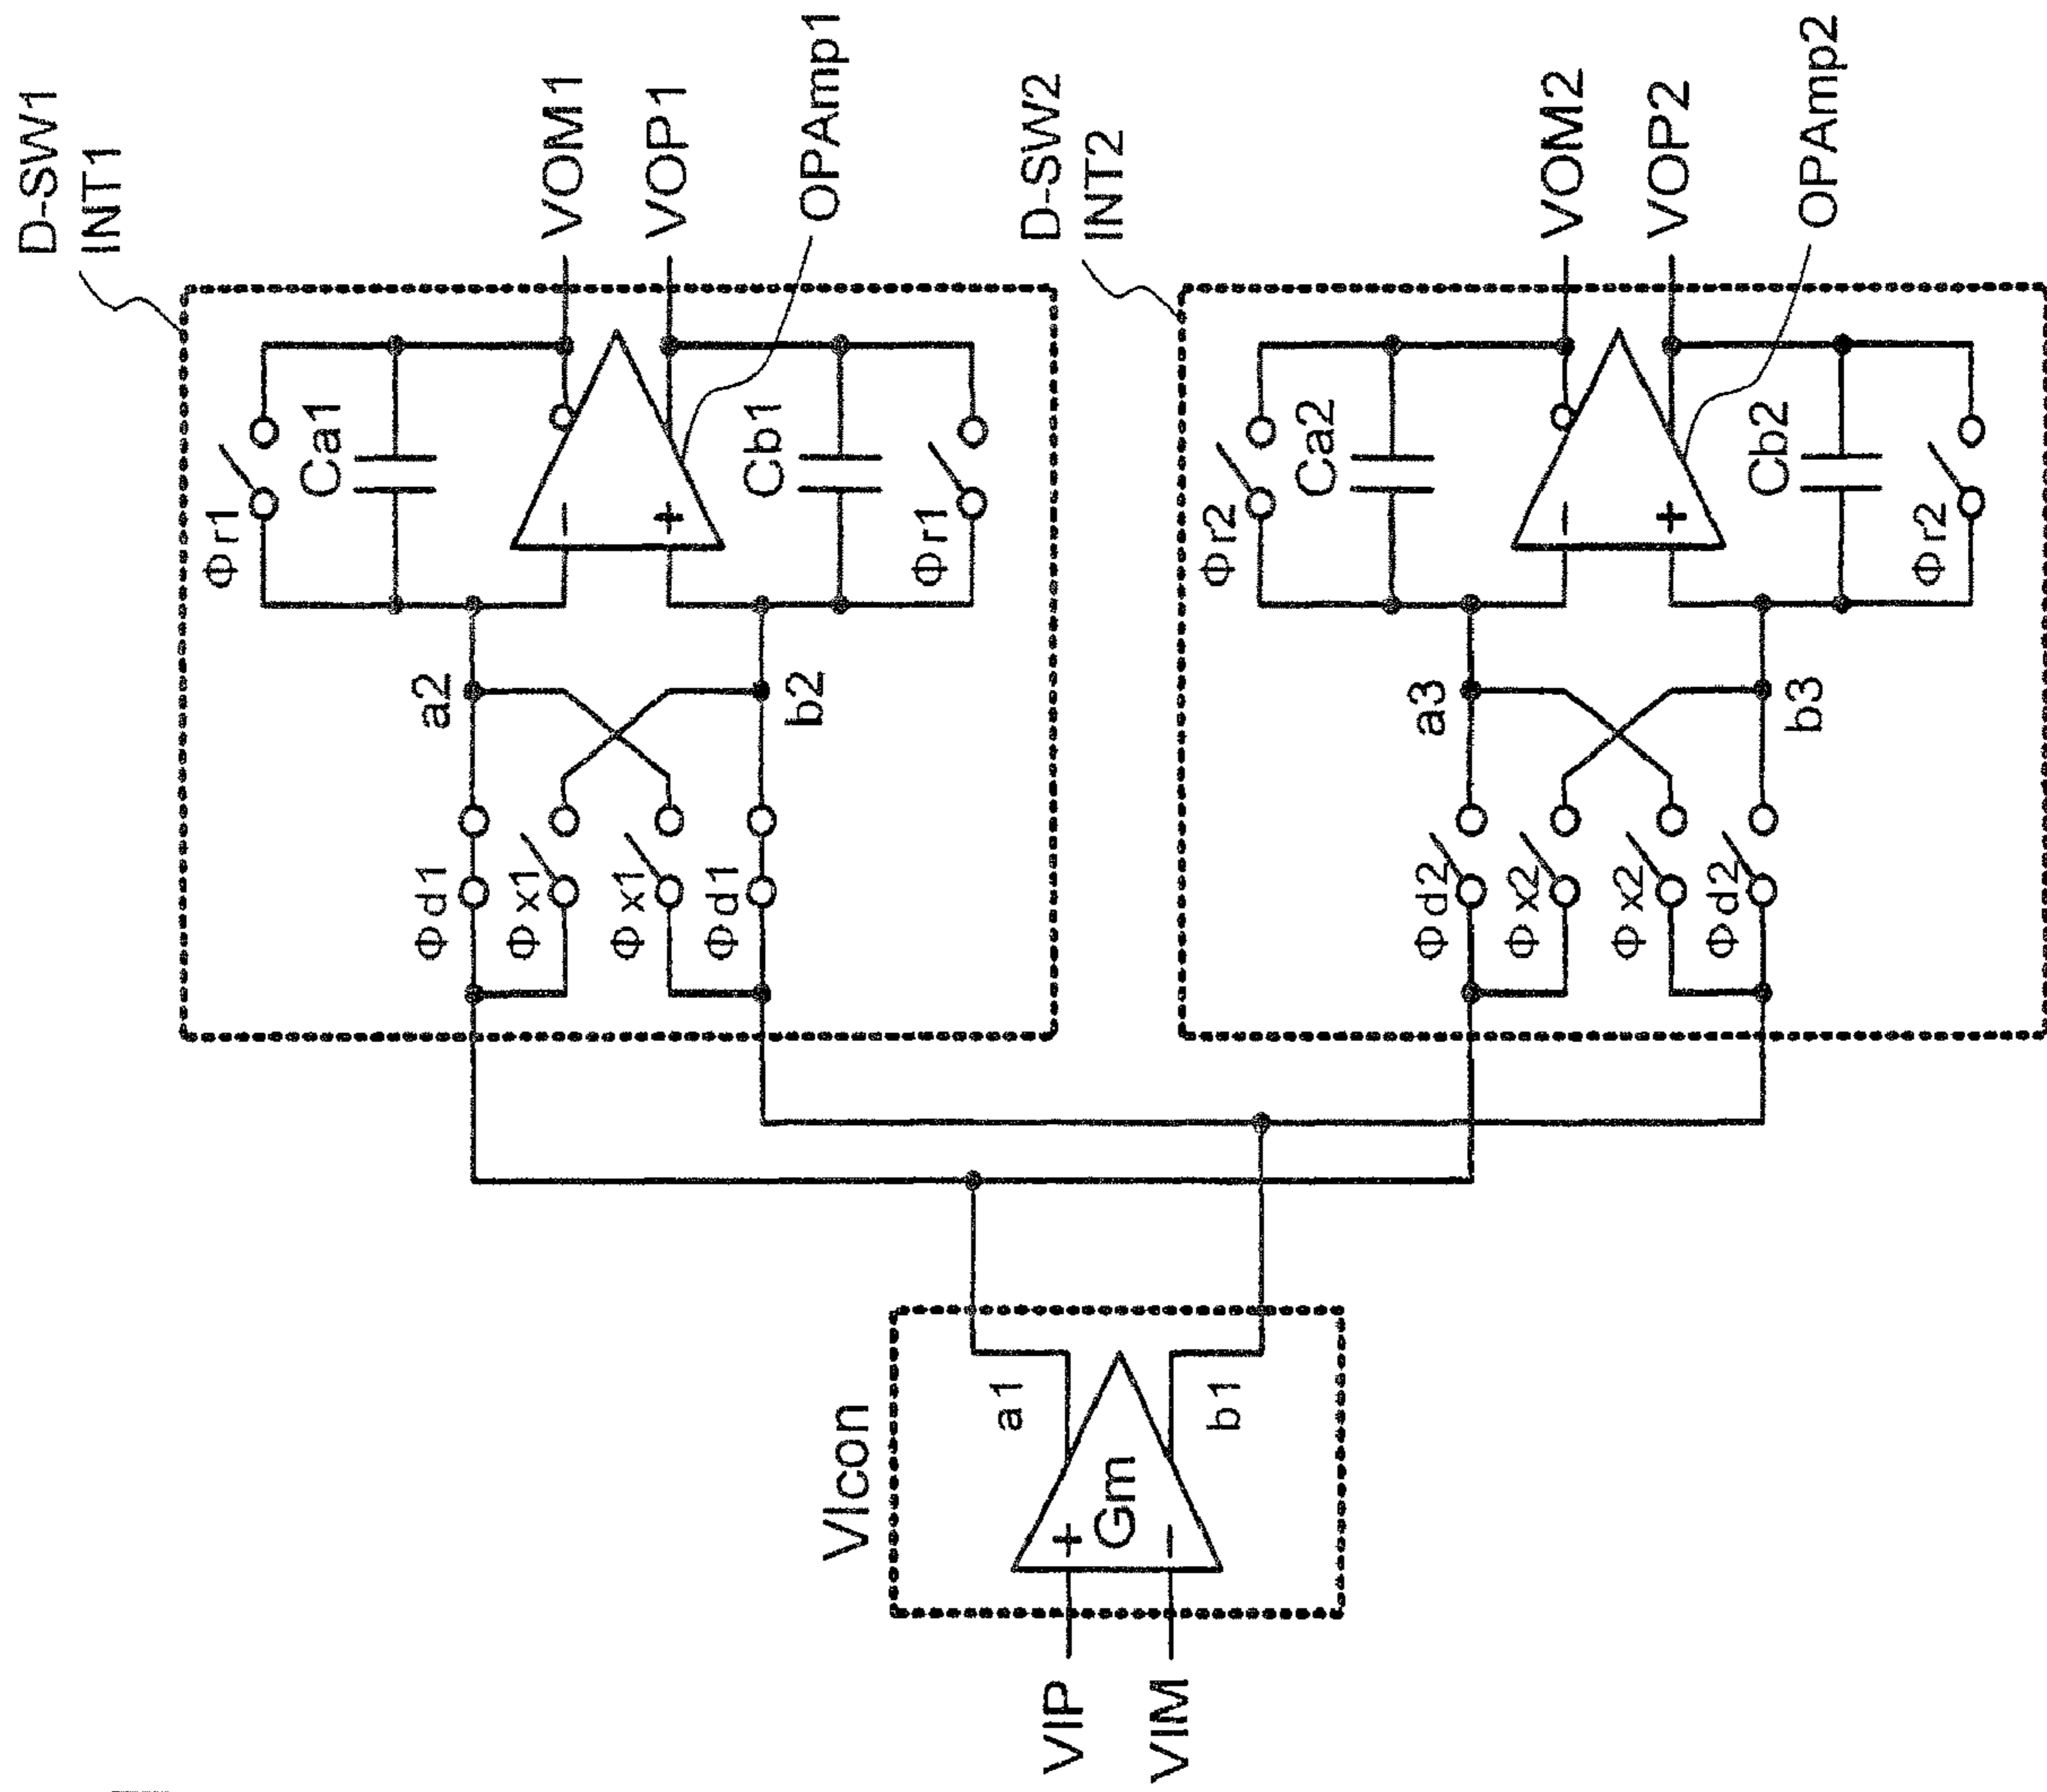 D-SW1
INT1
Φr1
Ca1
VOM1
−
+
VOP1
OPAmp1
Cb1
Φr1
a2
b2
Φd1
Φx1
Φx1
Φd1
D-SW2
INT2
Φr2
Ca2
VOM2
−
+
VOP2
OPAmp2
Cb2
Φr2
a3
b3
Φd2
Φx2
Φx2
Φd2
VIcon
a1
b1
+
Gm
−
VIP
VIM